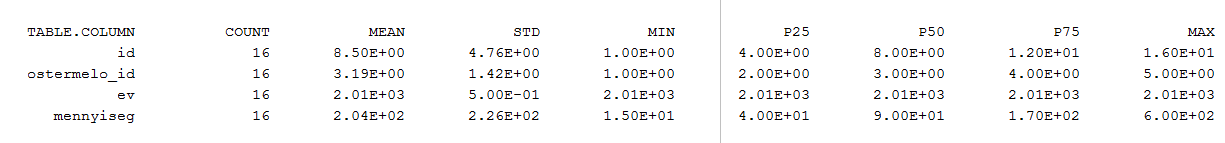 TABLE.COLUMN COUNT MEAN STD MIN P25 P50 P75 MAX
id 16 8.50E+00 4.76E+00 1.00E+00 4.00E+00 8.00E+00 1.20E+01 1.60E+01
ostermelo_id 16 3.19E+00 1.42E+00 1.00E+00 2.00E+00 3.00E+00 4.00E+00 5.00E+00
ev 16 2.01E+03 5.00E-01 2.01E+03 2.01E+03 2.01E+03 2.01E+03 2.01E+03
mennyiseg 16 2.04E+02 2.26E+02 1.50E+01 4.00E+01 9.00E+01 1.70E+02 6.00E+02